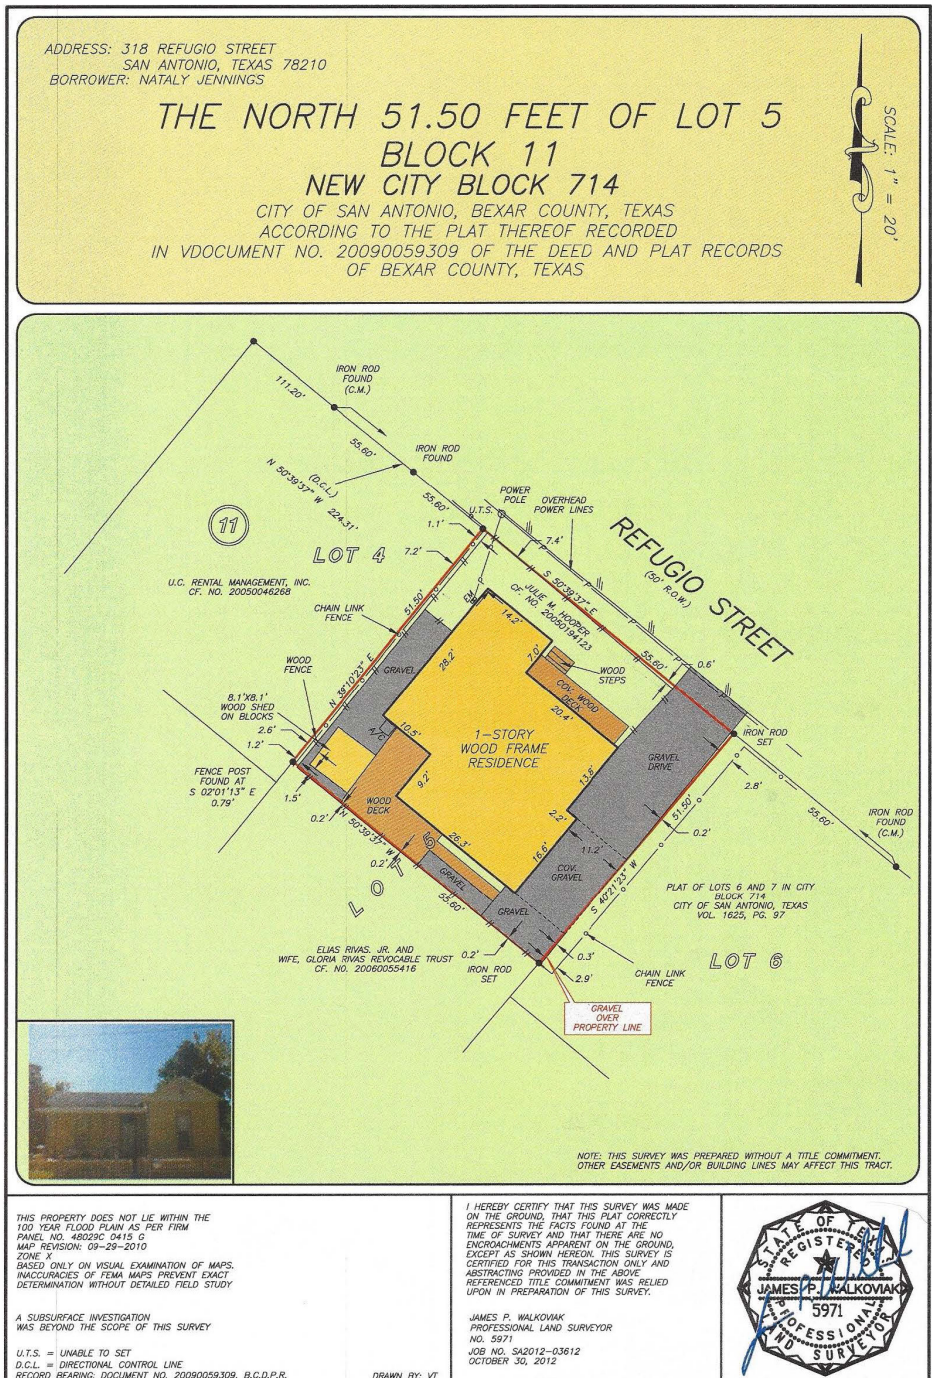 ADDRESS: 318 REFUGIO STREET
SAN ANTONIO, TEXAS 78210
BORROWER: NATALY JENNINGS
THE NORTH 51.50 FEET OF LOT 5
BLOCK 11
NEW CITY BLOCK 714
CITY OF SAN ANTONIO, BEXAR COUNTY, TEXAS
ACCORDING TO THE PLAT THEREOF RECORDED
IN VDOCUMENT NO. 20090059309 OF THE DEED AND PLAT RECORDS
OF BEXAR COUNTY, TEXAS
SCALE: 1" = 20'
111.20'
IRON ROD
FOUND
(C.M.)
55.60'
IRON ROD
FOUND
(D.C.L.)
N 50°39'37" W 224.31'
55.60'
POWER
POLE
OVERHEAD
POWER LINES
U.T.S.
1.1'
7.4'
7.2'
REFUGIO STREET
(50' R.O.W.)
11
LOT 4
U.C. RENTAL MANAGEMENT, INC.
CF. NO. 20050046268
CHAIN LINK
FENCE
51.50'
N 39°10'23" E
S 50°39'37" E
55.60'
JULIE M. HOOPER
CF. NO. 20050194123
0.6'
14.2'
7.0'
WOOD
STEPS
COV. WOOD
DECK
20.4'
28.2'
GRAVEL
WOOD
FENCE
8.1'X8.1'
WOOD SHED
ON BLOCKS
2.6'
1.2'
A/C
10.5'
1-STORY
WOOD FRAME
RESIDENCE
GRAVEL
DRIVE
IRON ROD
SET
13.8'
9.2'
2.2'
2.8'
55.60'
IRON ROD
FOUND
(C.M.)
FENCE POST
FOUND AT
S 02°01'13" E
0.79'
1.5'
0.2'
WOOD
DECK
N 50°39'37" W
0.2'
26.3'
16.6'
11.2'
51.50'
0.2'
COV.
GRAVEL
S 40°21'23" W
GRAVEL
55.60'
GRAVEL
LOT 5
PLAT OF LOTS 6 AND 7 IN CITY
BLOCK 714
CITY OF SAN ANTONIO, TEXAS
VOL. 1625, PG. 97
LOT 6
ELIAS RIVAS. JR. AND
WIFE, GLORIA RIVAS REVOCABLE TRUST
CF. NO. 20060055416
0.2'
IRON ROD
SET
0.3'
2.9'
CHAIN LINK
FENCE
GRAVEL
OVER
PROPERTY LINE
NOTE: THIS SURVEY WAS PREPARED WITHOUT A TITLE COMMITMENT.
OTHER EASEMENTS AND/OR BUILDING LINES MAY AFFECT THIS TRACT.
THIS PROPERTY DOES NOT LIE WITHIN THE
100 YEAR FLOOD PLAIN AS PER FIRM
PANEL NO. 48029C 0415 G
MAP REVISION: 09-29-2010
ZONE X
BASED ONLY ON VISUAL EXAMINATION OF MAPS.
INACCURACIES OF FEMA MAPS PREVENT EXACT
DETERMINATION WITHOUT DETAILED FIELD STUDY
A SUBSURFACE INVESTIGATION
WAS BEYOND THE SCOPE OF THIS SURVEY
U.T.S. = UNABLE TO SET
D.C.L. = DIRECTIONAL CONTROL LINE
RECORD BEARING: DOCUMENT NO. 20090059309, B.C.D.P.R.
DRAWN BY: VT
I HEREBY CERTIFY THAT THIS SURVEY WAS MADE
ON THE GROUND, THAT THIS PLAT CORRECTLY
REPRESENTS THE FACTS FOUND AT THE
TIME OF SURVEY AND THAT THERE ARE NO
ENCROACHMENTS APPARENT ON THE GROUND,
EXCEPT AS SHOWN HEREON. THIS SURVEY IS
CERTIFIED FOR THIS TRANSACTION ONLY AND
ABSTRACTING PROVIDED IN THE ABOVE
REFERENCED TITLE COMMITMENT WAS RELIED
UPON IN PREPARATION OF THIS SURVEY.
JAMES P. WALKOVIAK
PROFESSIONAL LAND SURVEYOR
NO. 5971
JOB NO. SA2012-03612
OCTOBER 30, 2012
STATE OF TEXAS
REGISTERED
JAMES P. WALKOVIAK
5971
PROFESSIONAL
LAND SURVEYOR